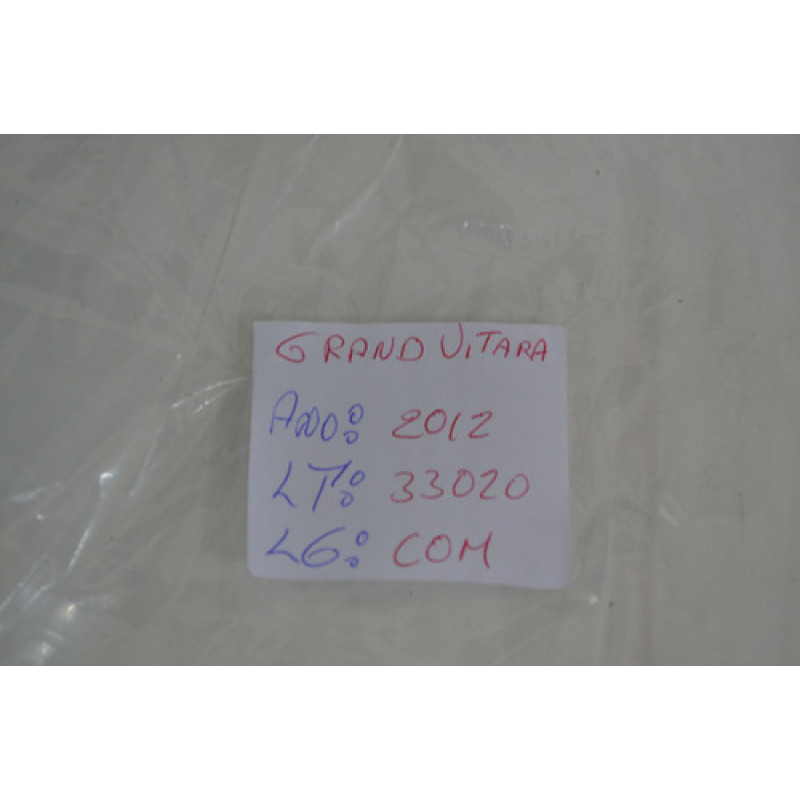 GRAND VITARA
ANO: 2012
LT: 33020
LG: COM